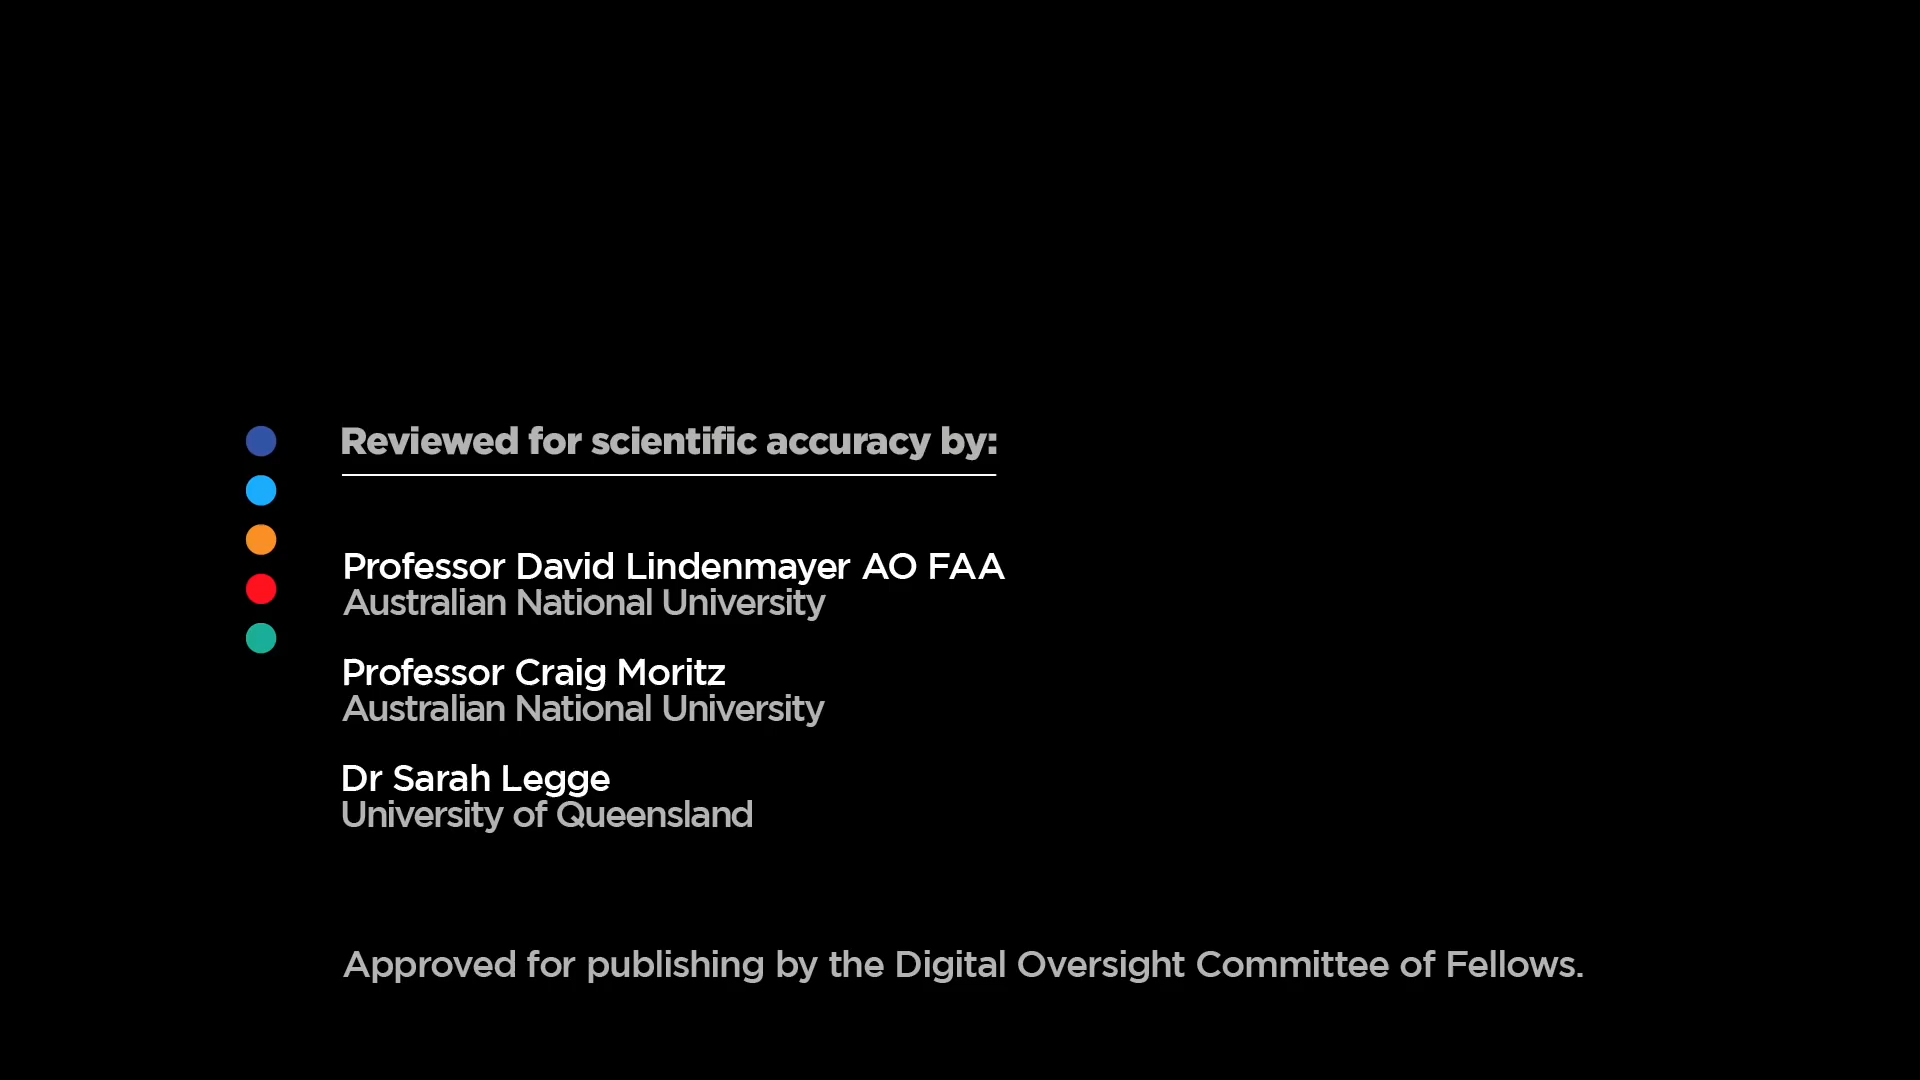 Reviewed for scientific accuracy by:
Professor David Lindenmayer AO FAA
Australian National University
Professor Craig Moritz
Australian National University
Dr Sarah Legge
University of Queensland
Approved for publishing by the Digital Oversight Committee of Fellows.